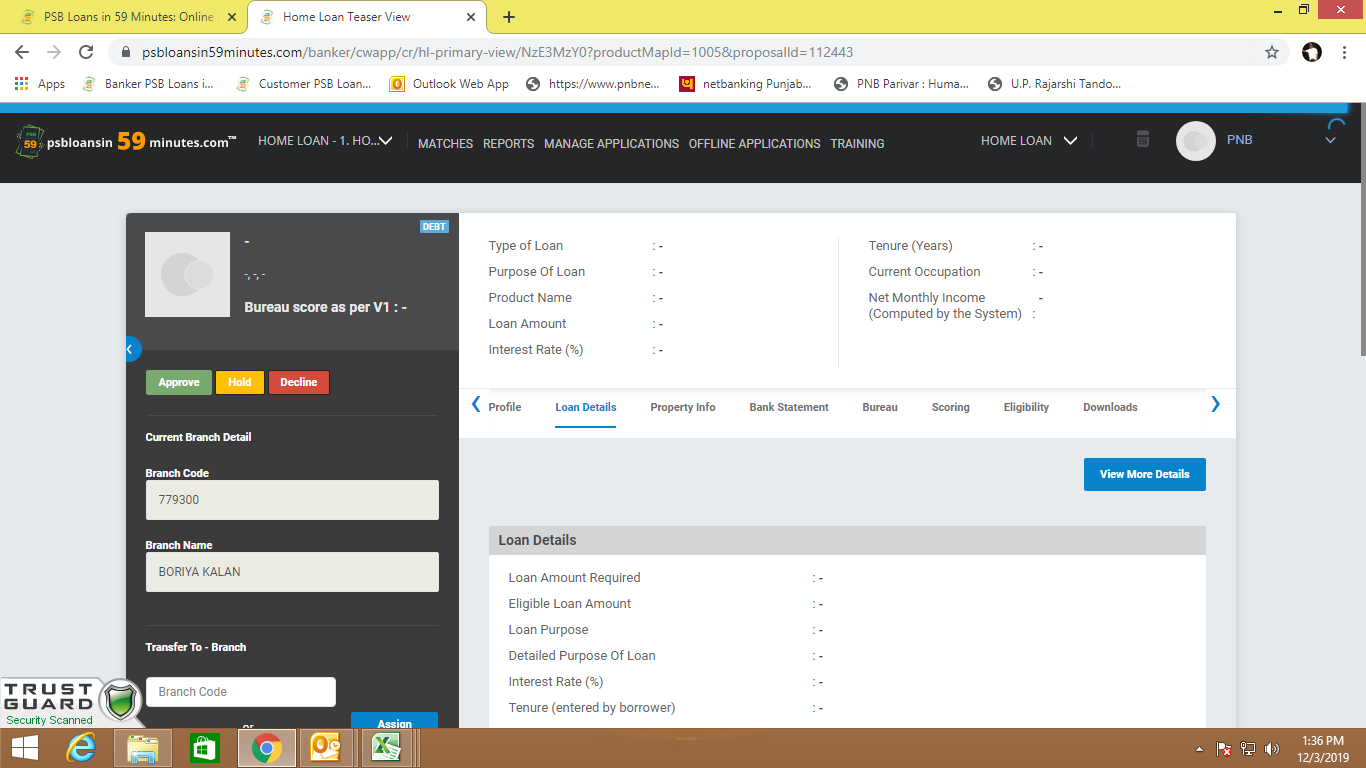 PSB Loans in 59 Minutes: Online
Home Loan Teaser View
psbloansin59minutes.com/banker/cwapp/cr/hl-primary-view/NzE3MzY0?productMapId=1005&proposalId=112443
Apps
Banker PSB Loans i...
Customer PSB Loan...
Outlook Web App
https://www.pnbne...
netbanking Punjab...
PNB Parivar : Huma...
U.P. Rajarshi Tando...
PSB 59 psbloansin 59 minutes.com™
HOME LOAN - 1. HO...
MATCHES REPORTS MANAGE APPLICATIONS OFFLINE APPLICATIONS TRAINING
HOME LOAN
PNB
DEBT
-
-, -, -
Bureau score as per V1 : -
Approve Hold Decline
Current Branch Detail
Branch Code
779300
Branch Name
BORIYA KALAN
Transfer To - Branch
Branch Code
or
Assign
Type of Loan : -
Purpose Of Loan : -
Product Name : -
Loan Amount : -
Interest Rate (%) : -
Tenure (Years) : -
Current Occupation : -
Net Monthly Income -
(Computed by the System) :
Profile Loan Details Property Info Bank Statement Bureau Scoring Eligibility Downloads
View More Details
Loan Details
Loan Amount Required : -
Eligible Loan Amount : -
Loan Purpose : -
Detailed Purpose Of Loan : -
Interest Rate (%) : -
Tenure (entered by borrower) : -
TRUST
GUARD
Security Scanned
1:36 PM
12/3/2019